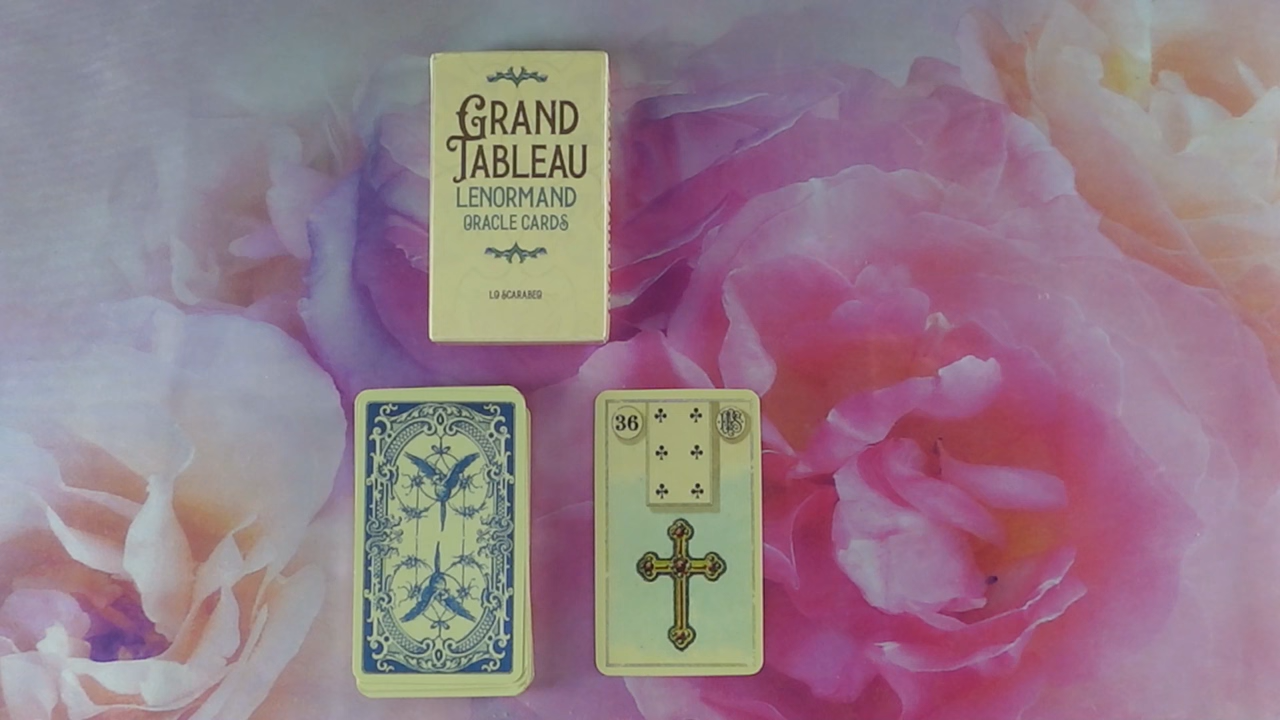 GRAND
TABLEAU
LENORMAND
ORACLE CARDS
LO SCARABEO
36